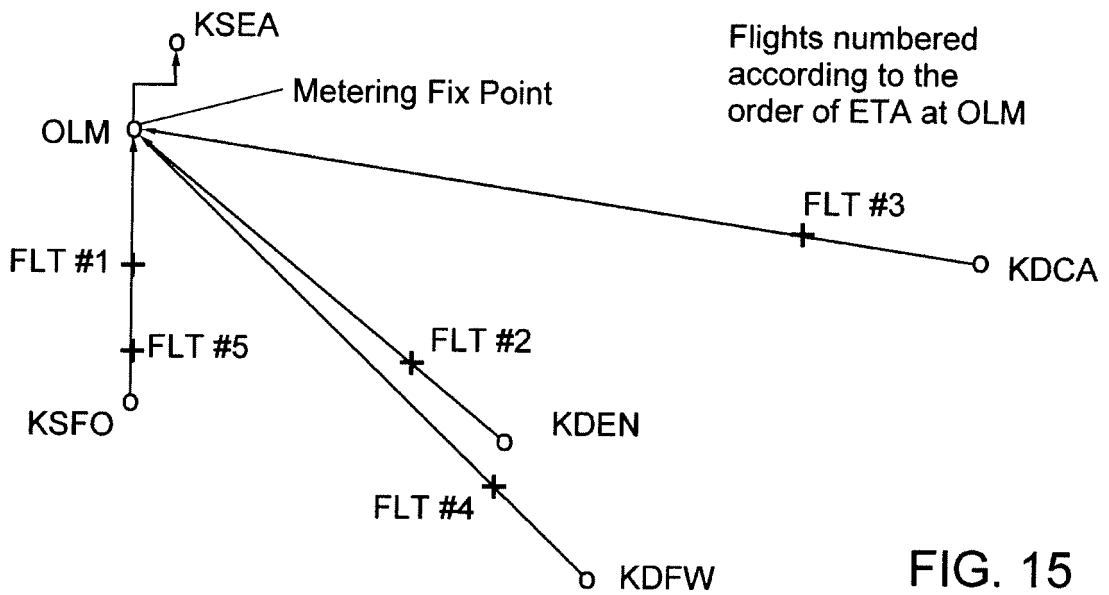 KSEA
Flights numbered
according to the
order of ETA at OLM
Metering Fix Point
OLM
FLT #3
FLT #1
KDCA
FLT #5
FLT #2
KSFO
KDEN
FLT #4
KDFW
FIG. 15